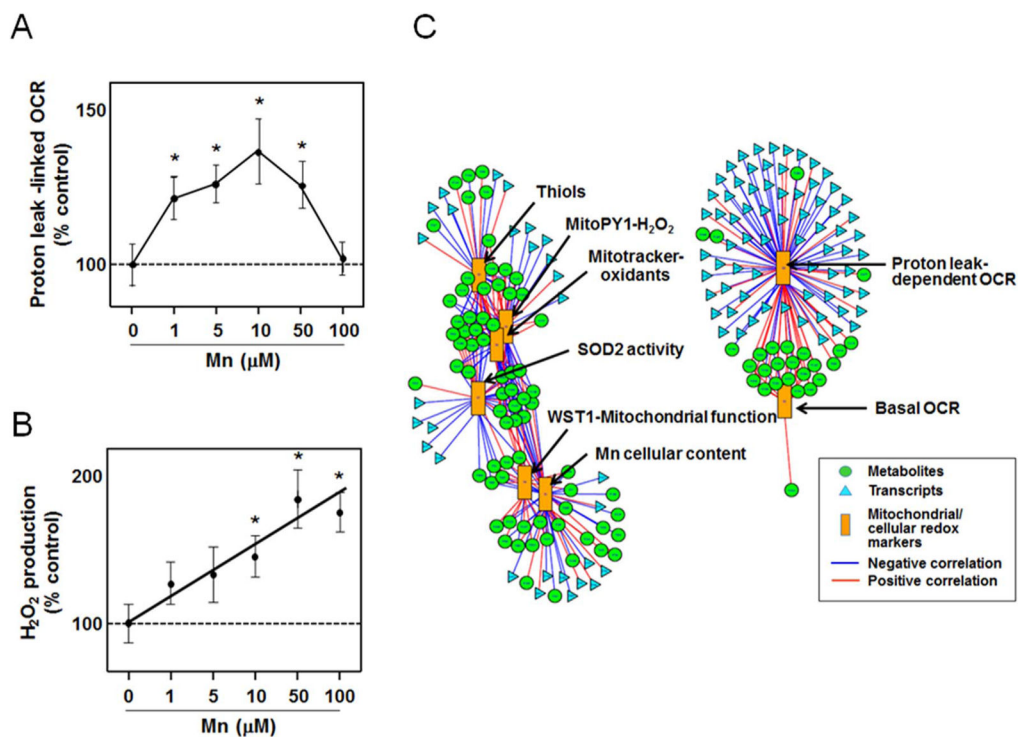 A
Proton leak -linked OCR
(% control)
150
100
*
*
*
*
0
1
5
10
50
100
Mn (µM)
B
H₂O₂ production
(% control)
200
100
*
*
*
0
1
5
10
50
100
Mn (µM)
C
Thiols
MitoPY1-H₂O₂
Mitotracker-
oxidants
SOD2 activity
WST1-Mitochondrial function
Mn cellular content
Proton leak-
dependent OCR
Basal OCR
Metabolites
Transcripts
Mitochondrial/
cellular redox
markers
Negative correlation
Positive correlation